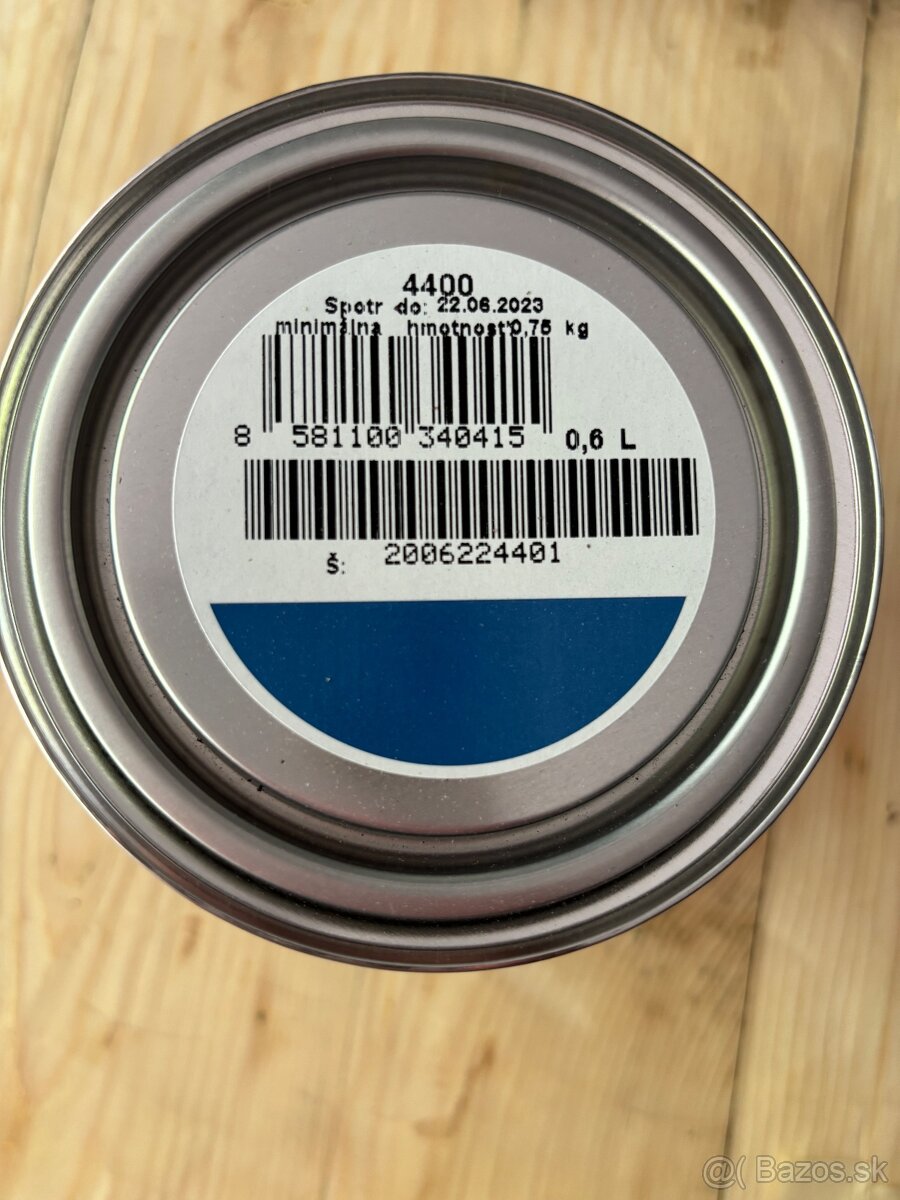 4400
Spotr do: 22.06.2023
minimálna hmotnosť 0,75 kg
8 581100 340415 0,6 L
Š: 2006224401
@( Bazos.sk